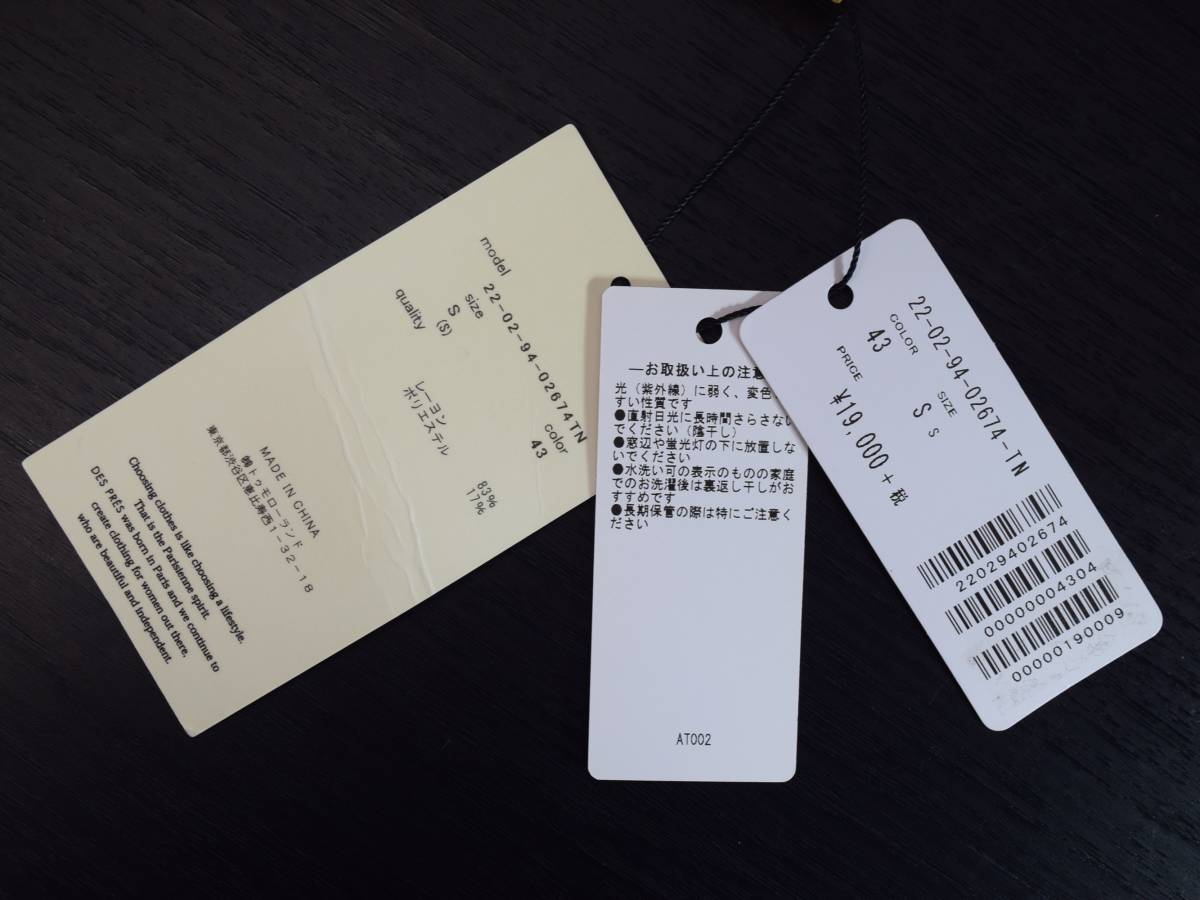 model 22-02-94-02674TN
size color
S (S) 43
quality
レーヨン 83%
ポリエステル 17%
MADE IN CHINA
㈱トゥモローランド
東京都渋谷区恵比寿西1-32-18
Choosing clothes is like choosing a lifestyle.
That is the Parisienne spirit.
DES PRÉS was born in Paris and we continue to
create clothing for women out there,
who are beautiful and independent.
―お取扱い上の注意
光(紫外線)に弱く、変色
すい性質です
●直射日光に長時間さらさない
でください(陰干し)
●窓辺や蛍光灯の下に放置しな
いでください
●水洗い可の表示のものの家庭
でのお洗濯後は裏返し干しがお
すすめです
●長期保管の際は特にご注意く
ださい
AT002
22-02-94-02674-TN
COLOR SIZE
43 S S
PRICE
¥19,000+税
22029402674
00000004304
00000190009